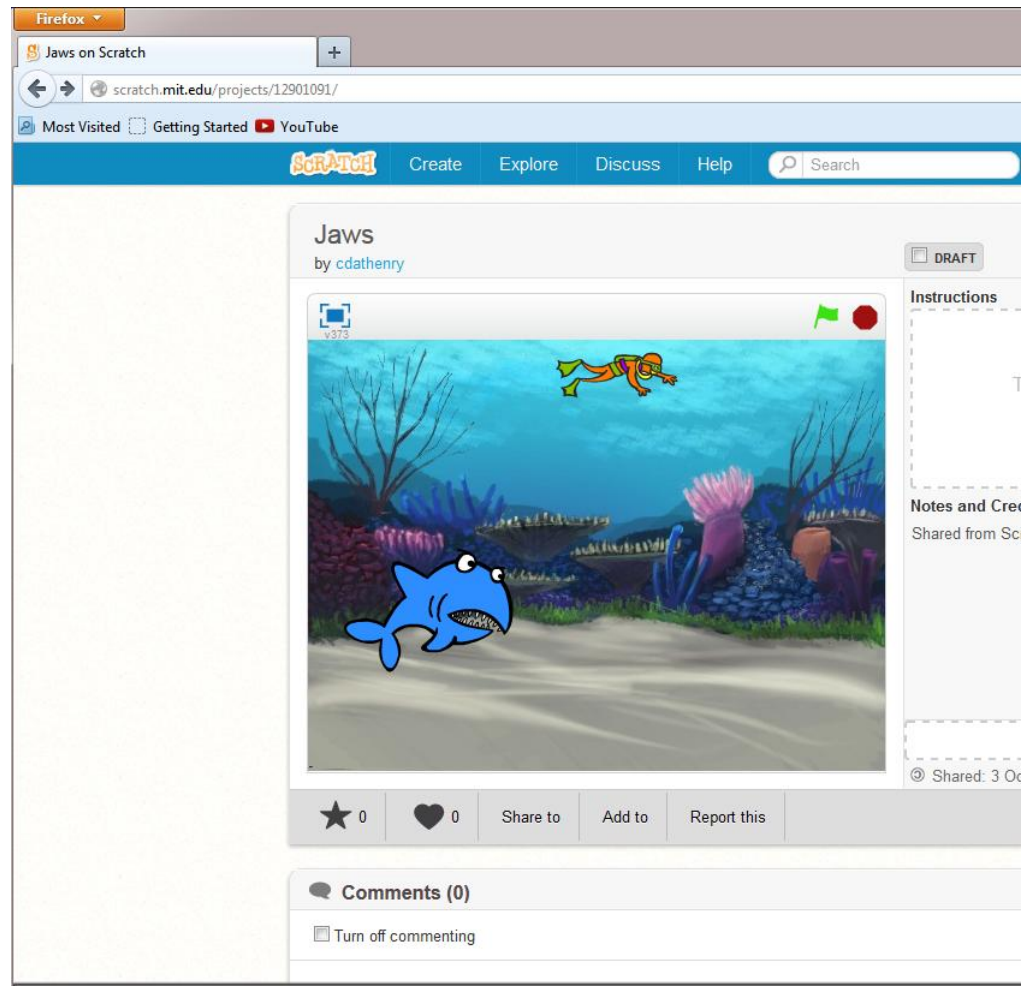 Firefox
Jaws on Scratch
scratch.mit.edu/projects/12901091/
Most Visited Getting Started YouTube
SCRATCH Create Explore Discuss Help Search
Jaws
by cdathenry
DRAFT
Instructions
v373
T
Notes and Cre
Shared from Sc
Shared: 3 Oc
0 0 Share to Add to Report this
Comments (0)
Turn off commenting